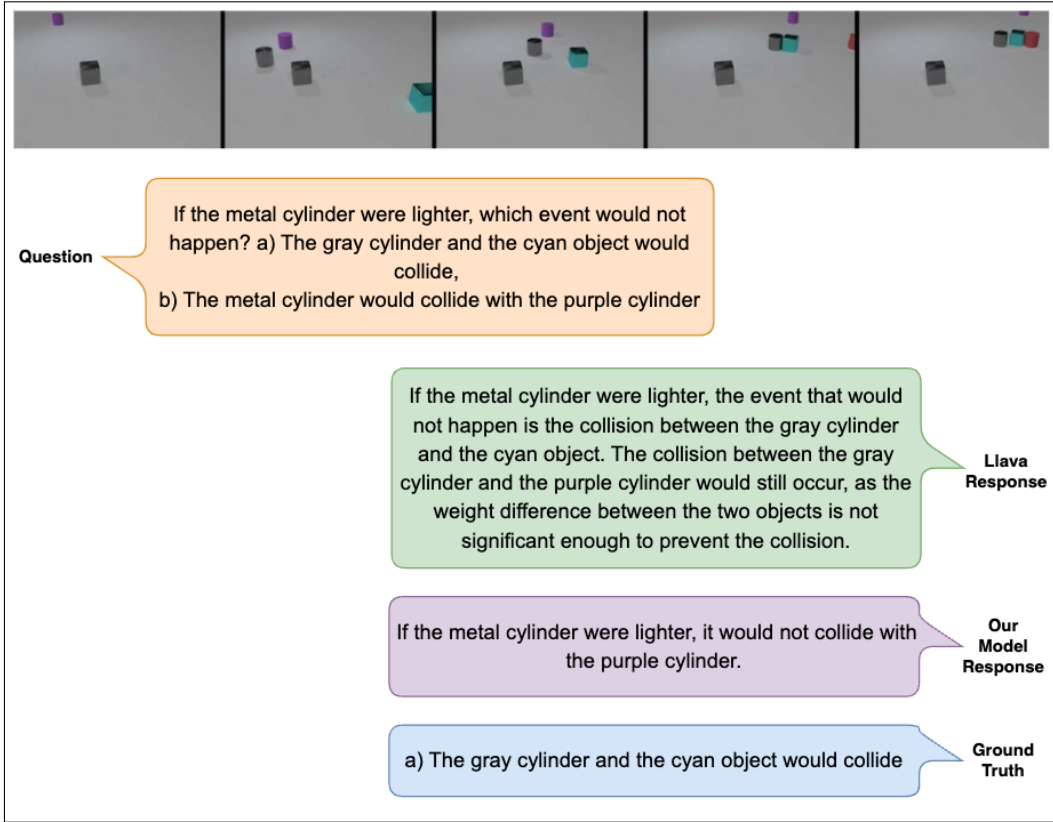 Question
If the metal cylinder were lighter, which event would not
happen? a) The gray cylinder and the cyan object would
collide,
b) The metal cylinder would collide with the purple cylinder
If the metal cylinder were lighter, the event that would
not happen is the collision between the gray cylinder
and the cyan object. The collision between the gray
cylinder and the purple cylinder would still occur, as the
weight difference between the two objects is not
significant enough to prevent the collision.
Llava
Response
If the metal cylinder were lighter, it would not collide with
the purple cylinder.
Our
Model
Response
a) The gray cylinder and the cyan object would collide
Ground
Truth